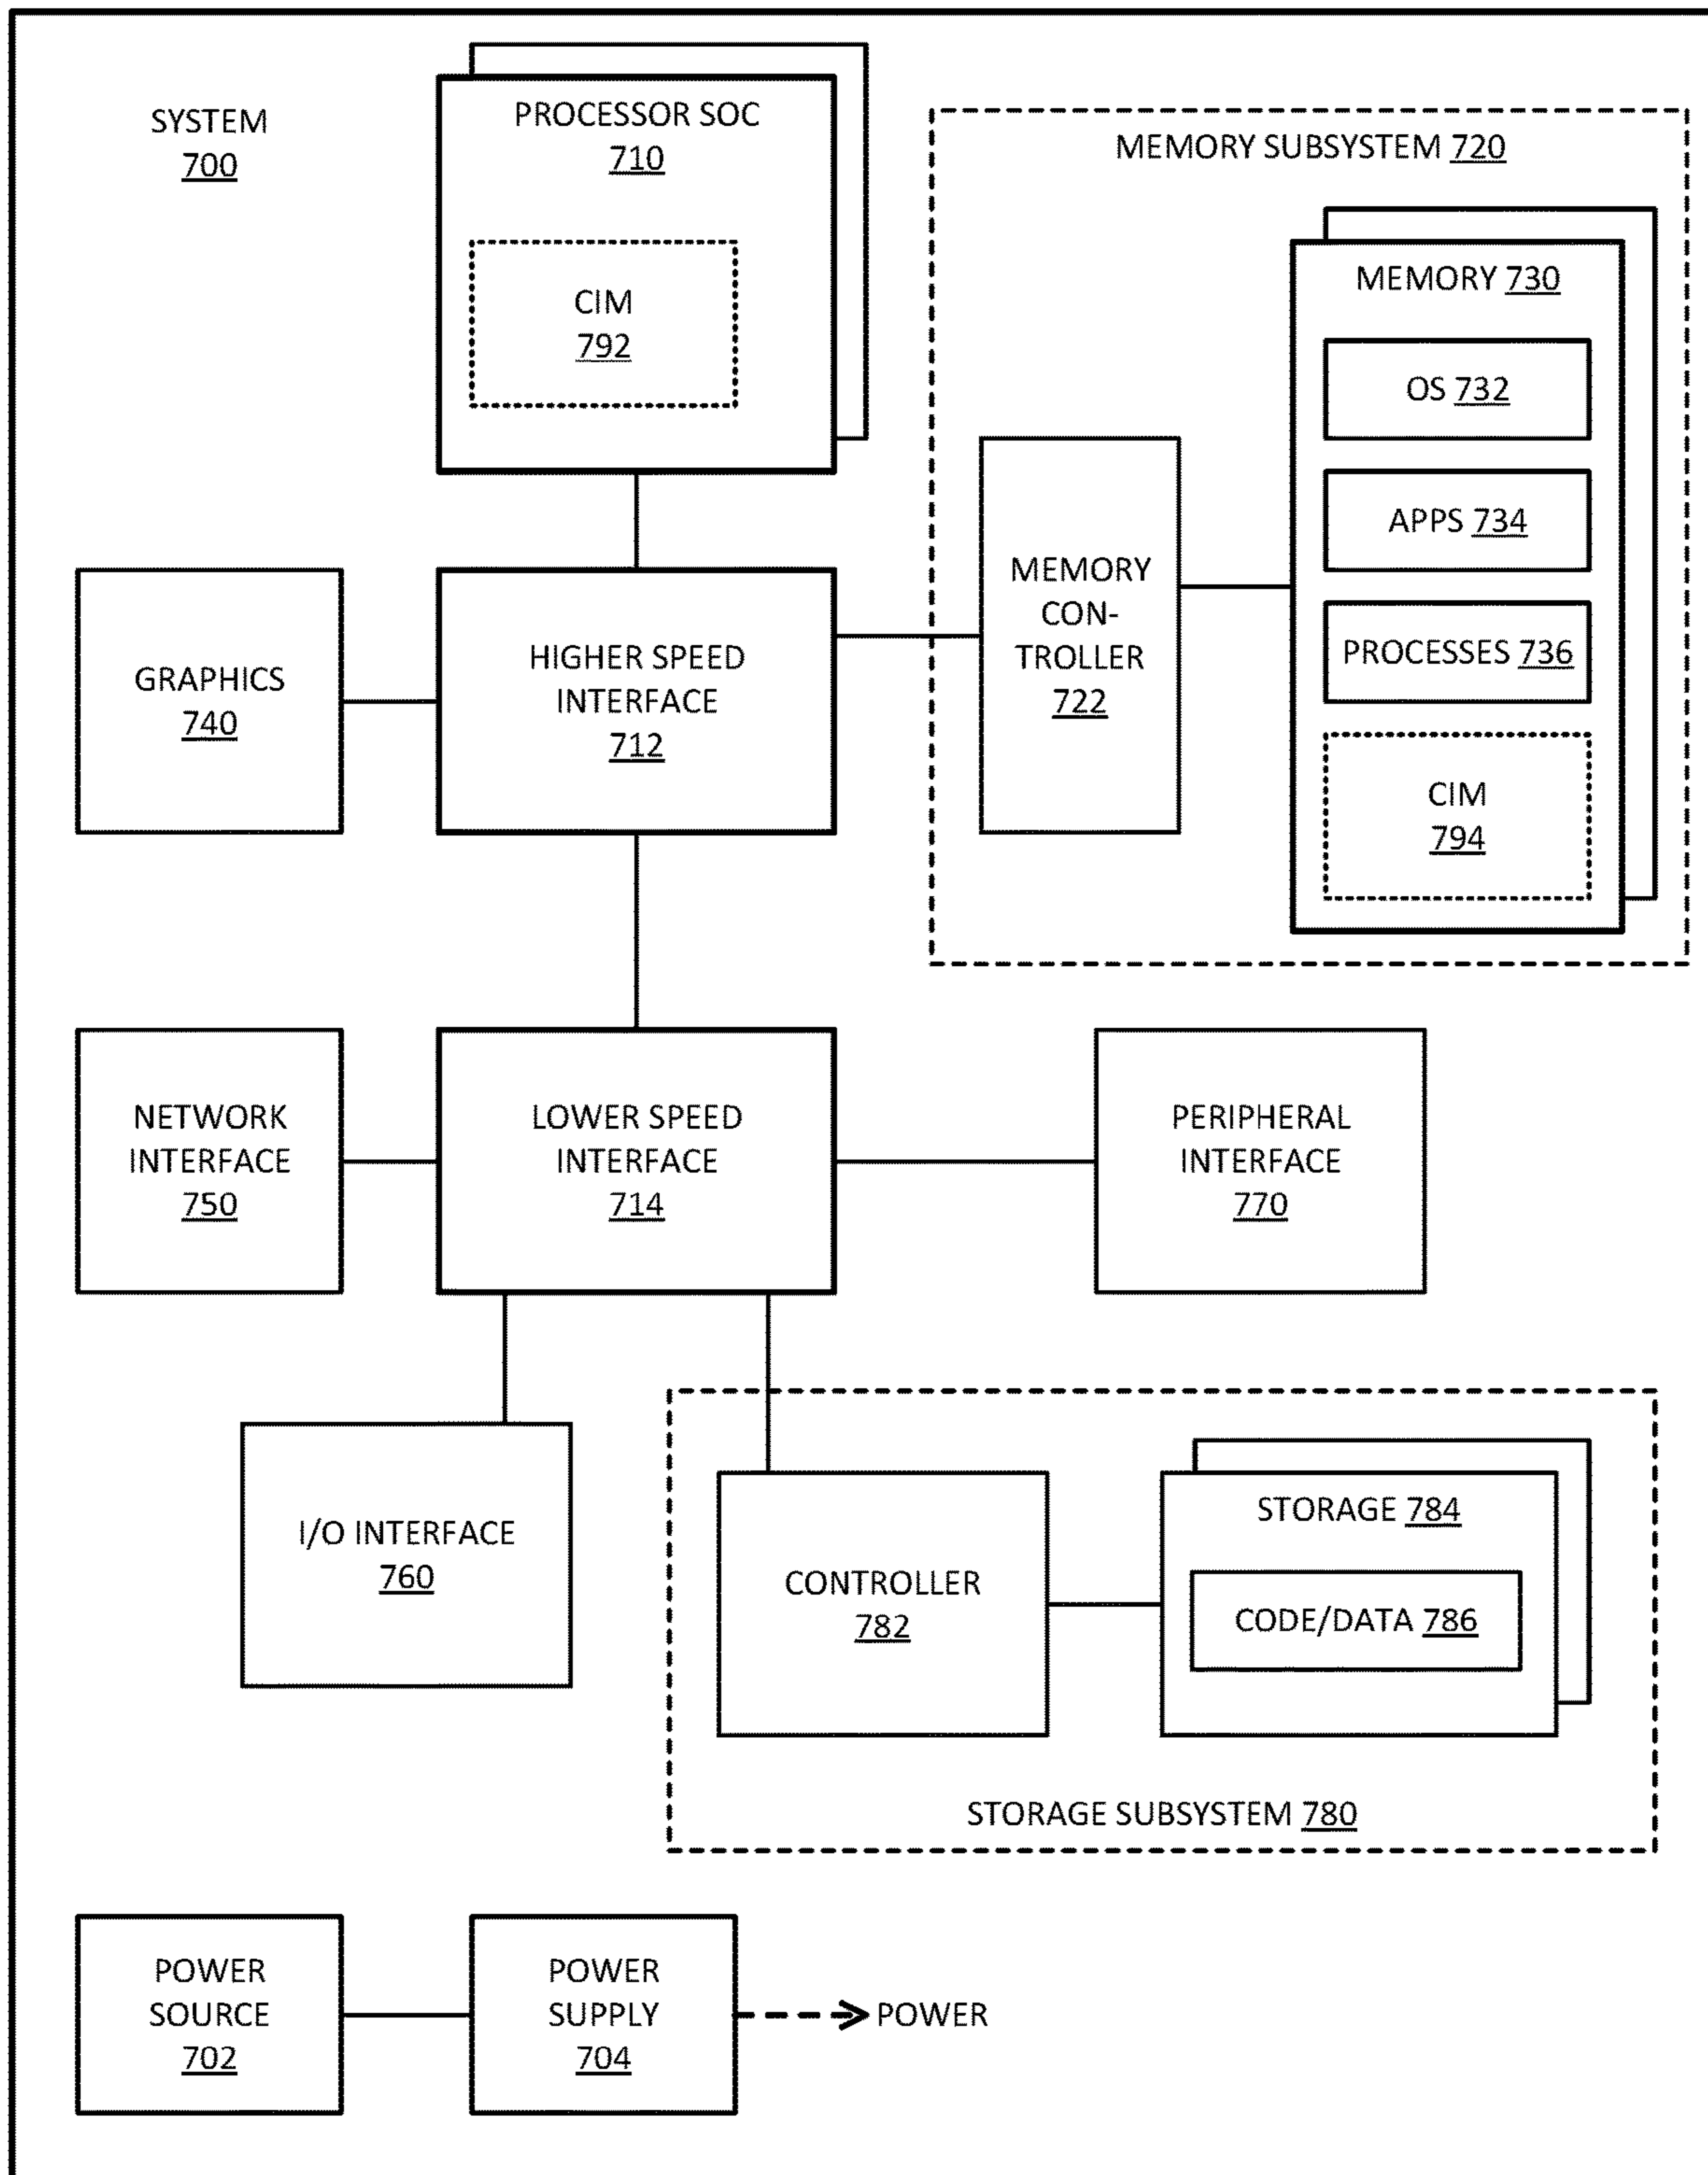 SYSTEM
700
PROCESSOR SOC
710
CIM
792
MEMORY SUBSYSTEM 720
MEMORY 730
OS 732
APPS 734
PROCESSES 736
CIM
794
MEMORY
CON-
TROLLER
722
GRAPHICS
740
HIGHER SPEED
INTERFACE
712
NETWORK
INTERFACE
750
LOWER SPEED
INTERFACE
714
PERIPHERAL
INTERFACE
770
I/O INTERFACE
760
CONTROLLER
782
STORAGE 784
CODE/DATA 786
STORAGE SUBSYSTEM 780
POWER
SOURCE
702
POWER
SUPPLY
704
POWER